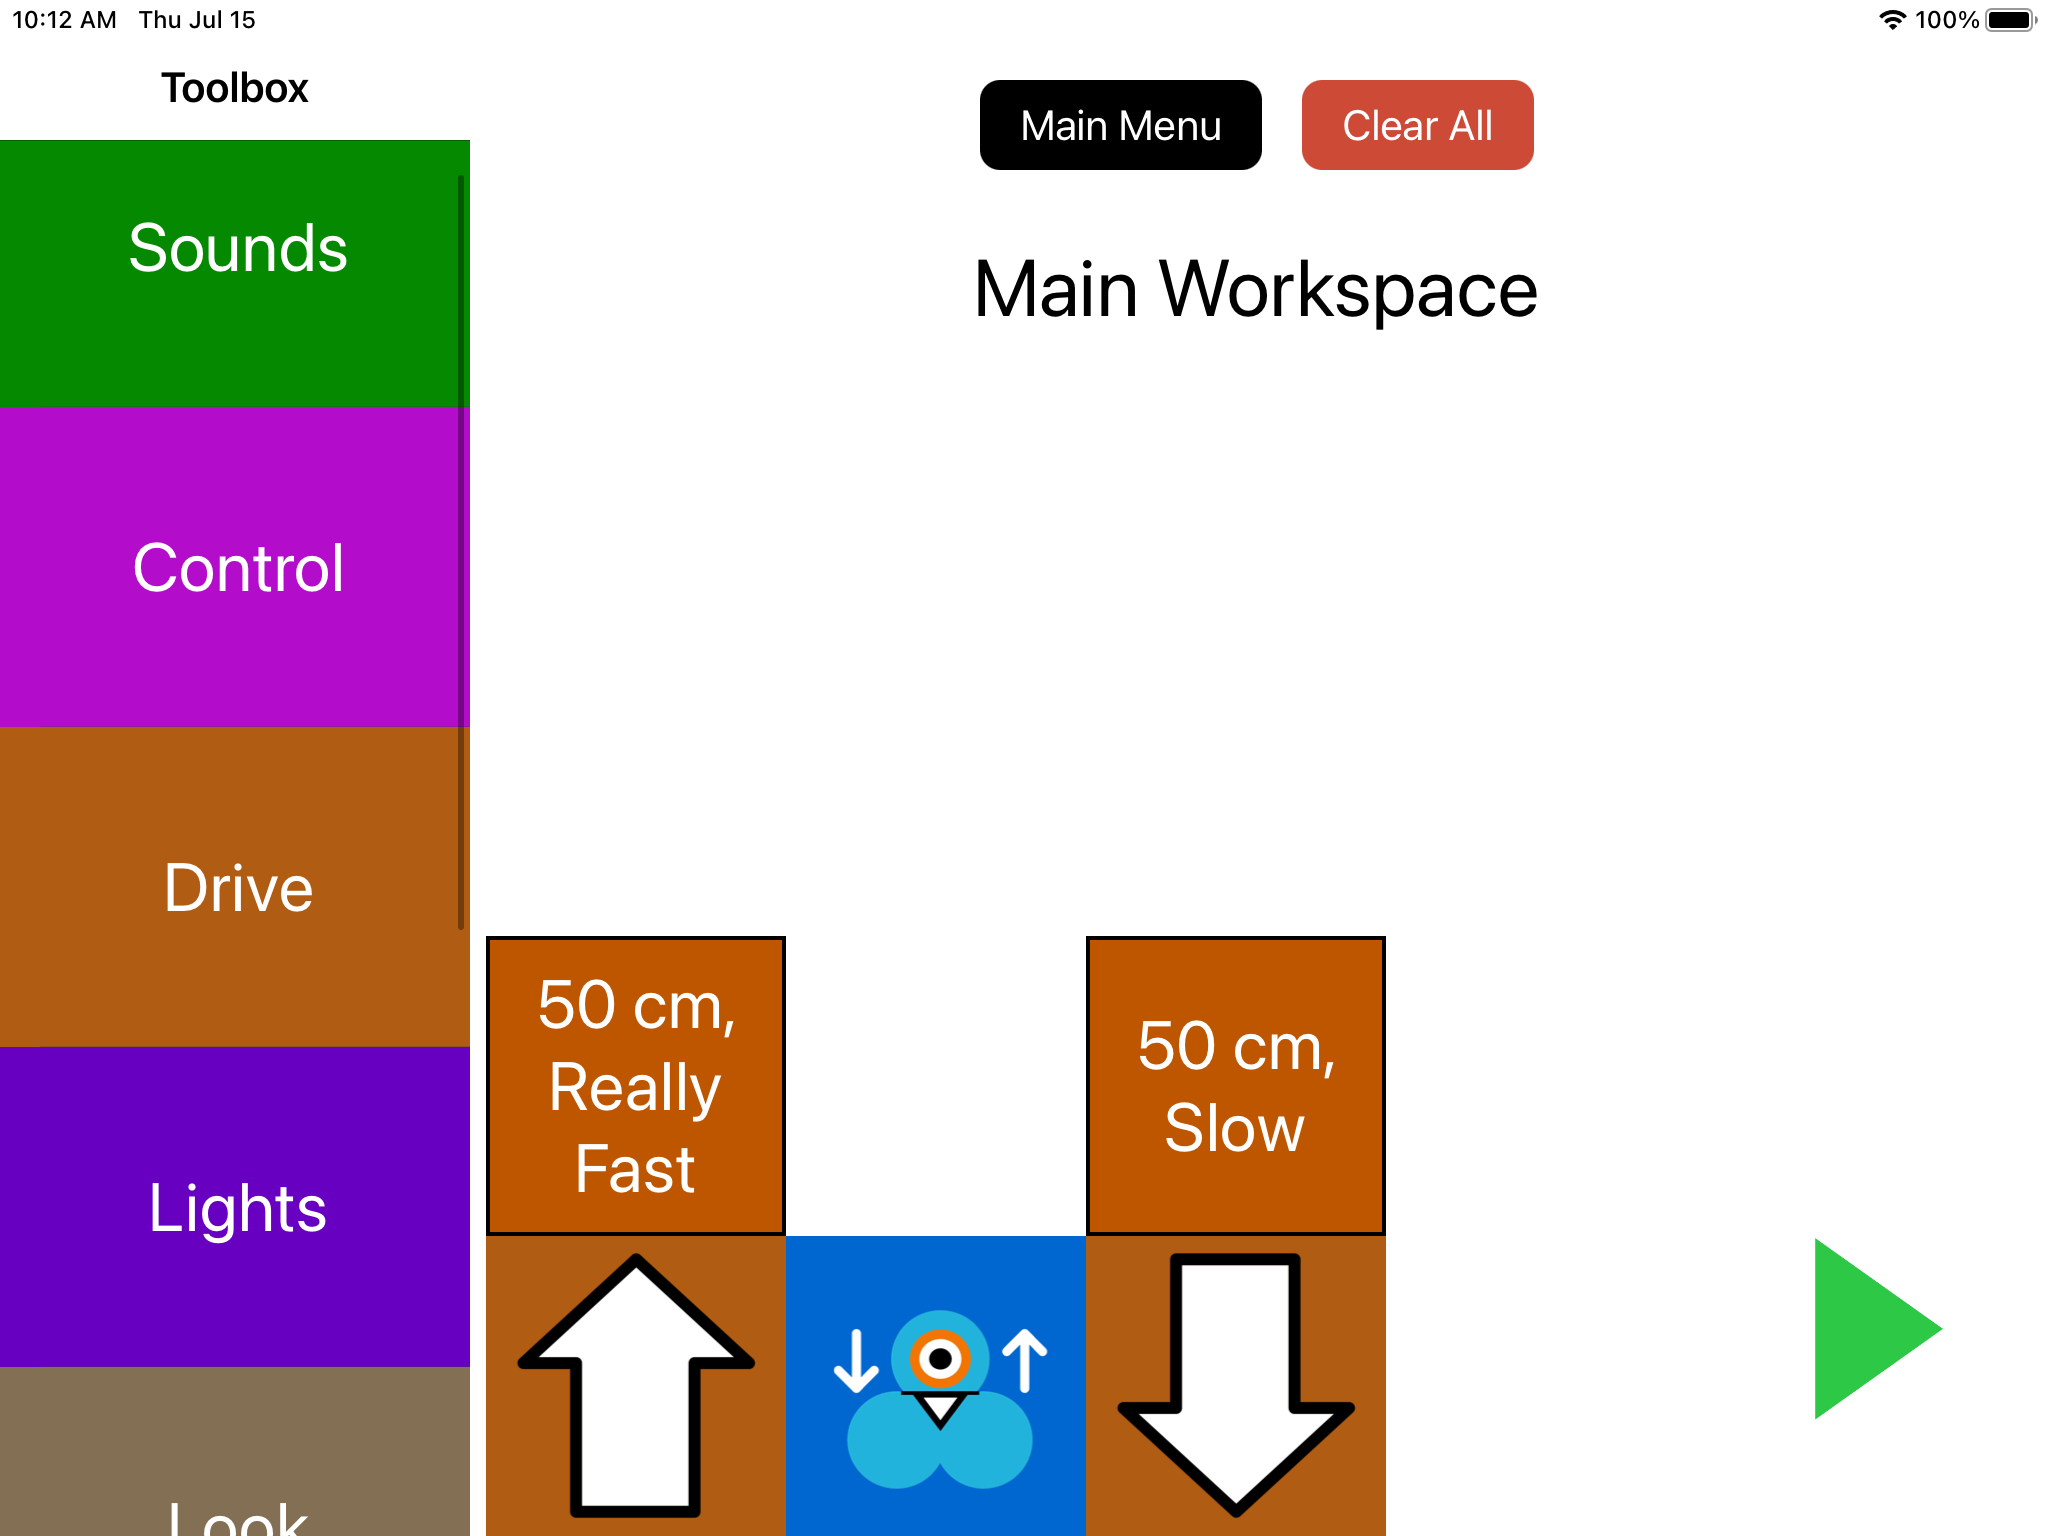 10:12 AM Thu Jul 15
100%
Toolbox
Main Menu
Clear All
Sounds
Main Workspace
Control
Drive
50 cm,
Really
Fast
50 cm,
Slow
Lights
Look